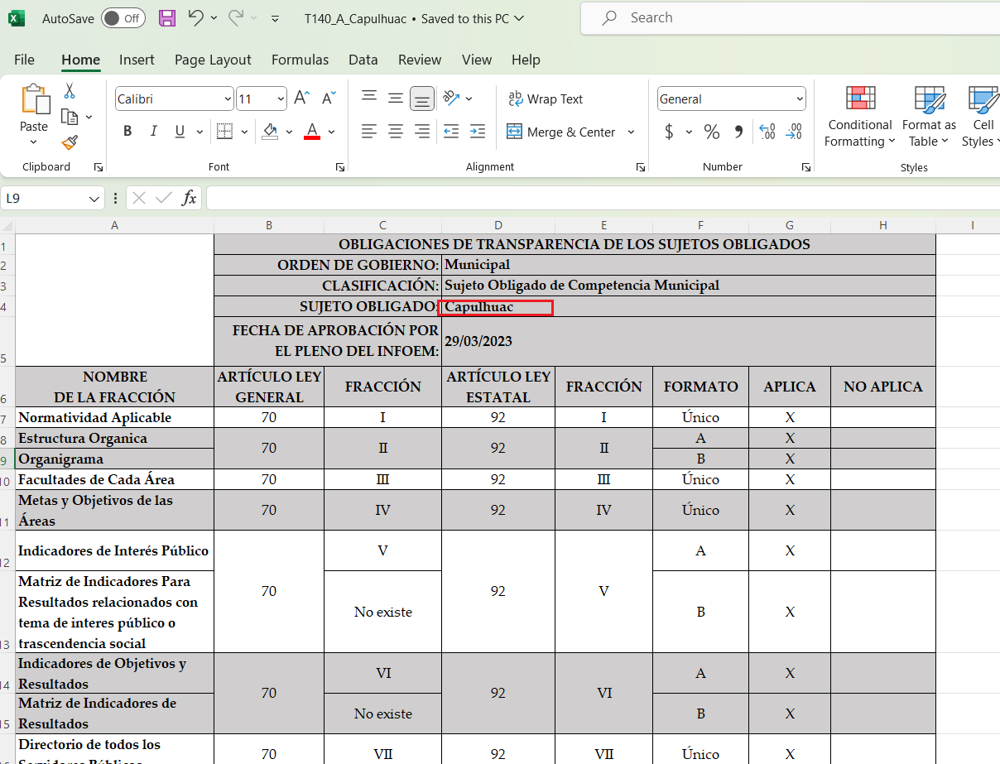 AutoSave Off T140_A_Capulhuac • Saved to this PC Search
File Home Insert Page Layout Formulas Data Review View Help
Calibri 11 Wrap Text General
Paste B I U A Merge & Center $ % Conditional Formatting Format as Table Cell Styles
Clipboard Font Alignment Number Styles
L9 fx
A B C D E F G H I
1 OBLIGACIONES DE TRANSPARENCIA DE LOS SUJETOS OBLIGADOS
2 ORDEN DE GOBIERNO: Municipal
3 CLASIFICACIÓN: Sujeto Obligado de Competencia Municipal
4 SUJETO OBLIGADO: Capulhuac
FECHA DE APROBACIÓN POR
5 EL PLENO DEL INFOEM: 29/03/2023
NOMBRE ARTÍCULO LEY FRACCIÓN ARTÍCULO LEY FRACCIÓN FORMATO APLICA NO APLICA
6 DE LA FRACCIÓN GENERAL ESTATAL
7 Normatividad Aplicable 70 I 92 I Único X
8 Estructura Organica 70 II 92 II A X
9 Organigrama B X
10 Facultades de Cada Área 70 III 92 III Único X
Metas y Objetivos de las 70 IV 92 IV Único X
11 Áreas
12 Indicadores de Interés Público V A X
Matriz de Indicadores Para 70 92 V
Resultados relacionados con No existe B X
tema de interes público o
13 trascendencia social
Indicadores de Objetivos y VI A X
14 Resultados 70 92 VI
Matriz de Indicadores de No existe B X
15 Resultados
Directorio de todos los 70 VII 92 VII Único X
Servidores Públicos